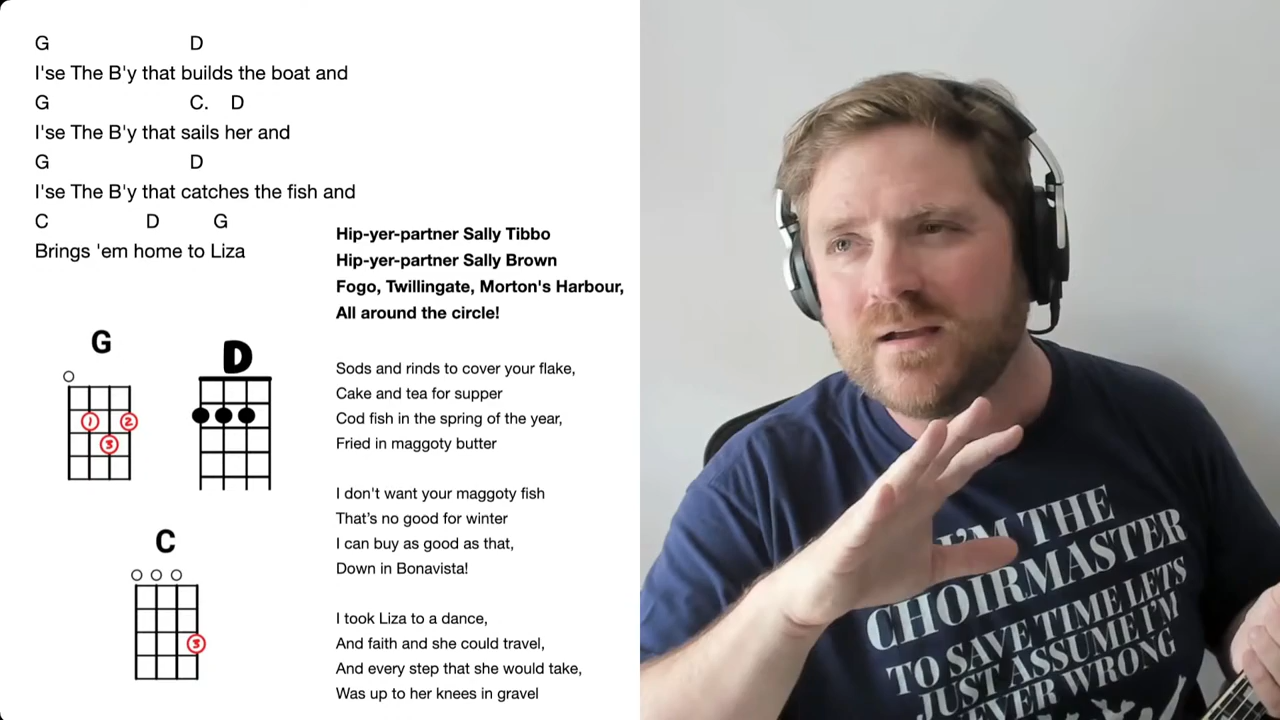 G D
I'se The B'y that builds the boat and
G C. D
I'se The B'y that sails her and
G D
I'se The B'y that catches the fish and
C D G
Brings 'em home to Liza
Hip-yer-partner Sally Tibbo
Hip-yer-partner Sally Brown
Fogo, Twillingate, Morton's Harbour,
All around the circle!
G
1
2
3
D
C
3
Sods and rinds to cover your flake,
Cake and tea for supper
Cod fish in the spring of the year,
Fried in maggoty butter
I don't want your maggoty fish
That's no good for winter
I can buy as good as that,
Down in Bonavista!
I took Liza to a dance,
And faith and she could travel,
And every step that she would take,
Was up to her knees in gravel
I'M THE
CHOIRMASTER
TO SAVE TIME LETS
JUST ASSUME I'M
NEVER WRONG